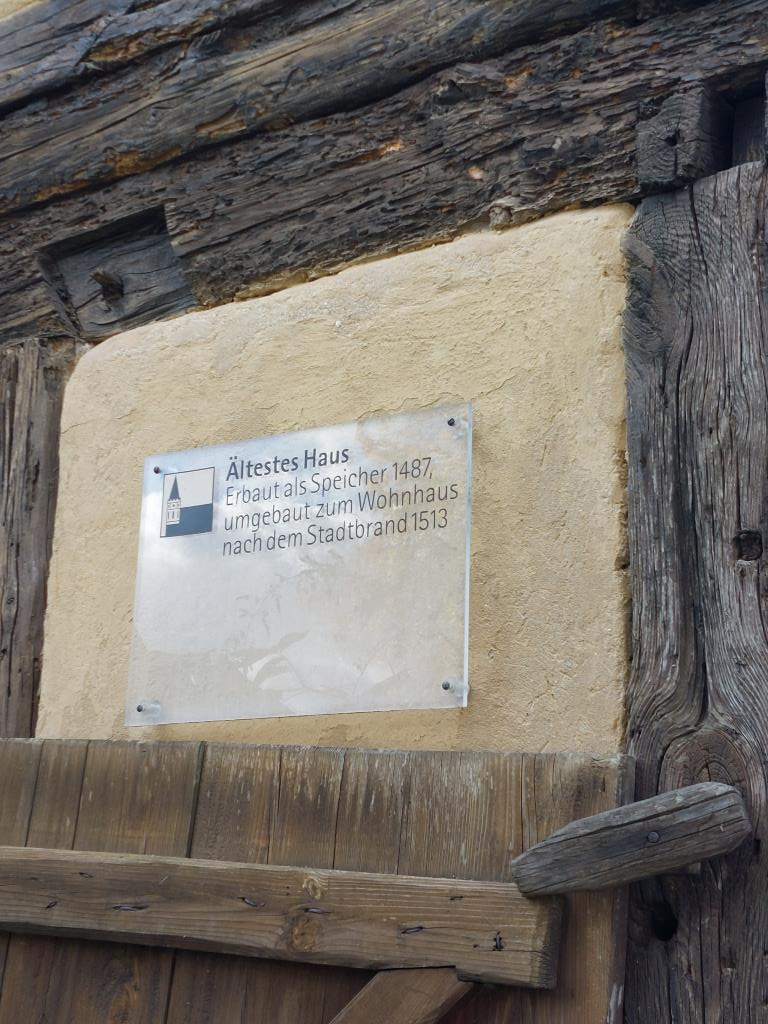 Ältestes Haus
Erbaut als Speicher 1487,
umgebaut zum Wohnhaus
nach dem Stadtbrand 1513